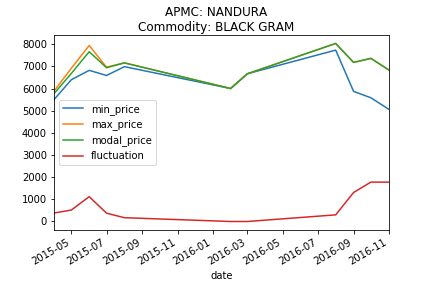 APMC: NANDURA
Commodity: BLACK GRAM
8000
7000
6000
5000
4000
3000
2000
1000
0
min_price
max_price
modal_price
fluctuation
2015-05
2015-07
2015-09
2015-11
2016-01
2016-03
2016-05
2016-07
2016-09
2016-11
date